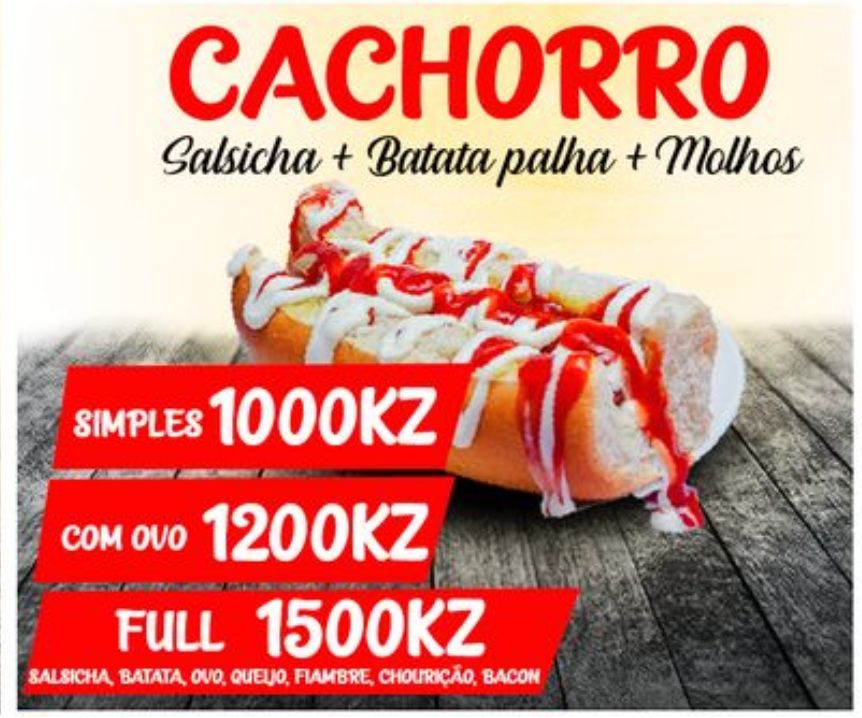 CACHORRO
Salsicha + Batata palha + Molhos
SIMPLES 1000KZ
COM OVO 1200KZ
FULL 1500KZ
SALSICHA, BATATA, OVO, QUEIJO, FIAMBRE, CHOURIÇÃO, BACON